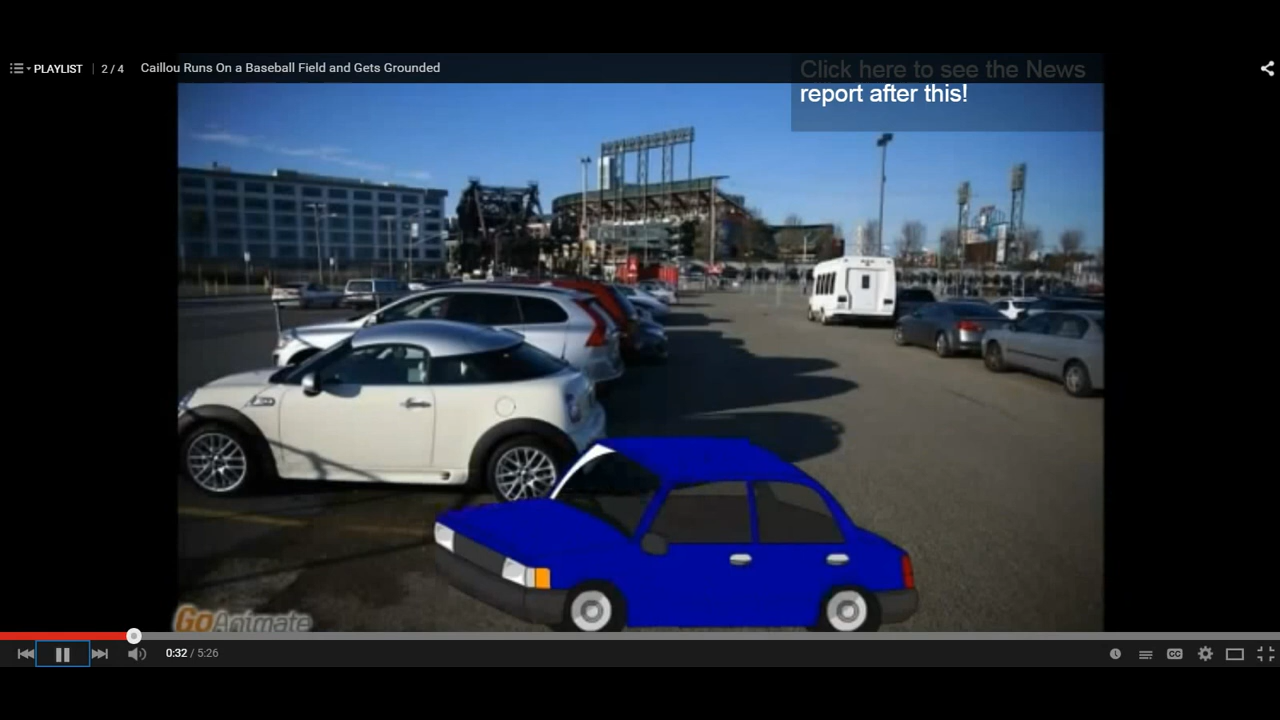 PLAYLIST
2 / 4
Caillou Runs On a Baseball Field and Gets Grounded
Click here to see the News
report after this!
GoAnimate
0:32 / 5:26
CC